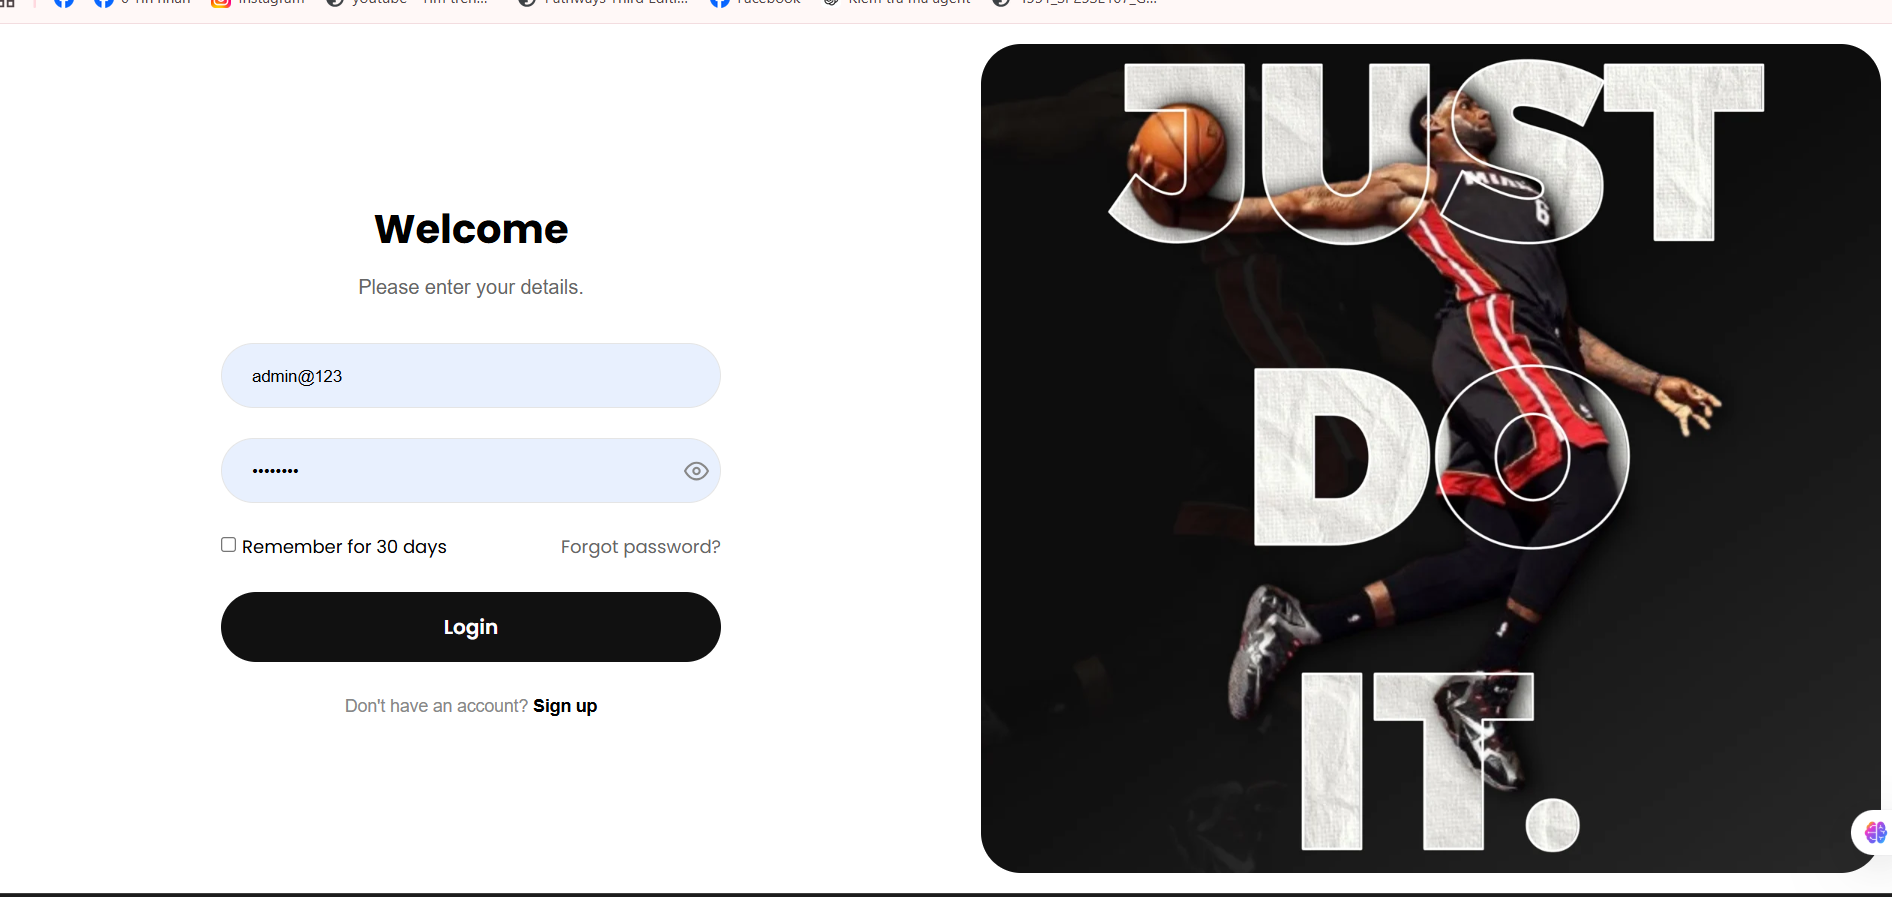 Welcome
Please enter your details.
admin@123
Remember for 30 days
Forgot password?
Login
Don't have an account? Sign up
JUST
DO
IT.
6